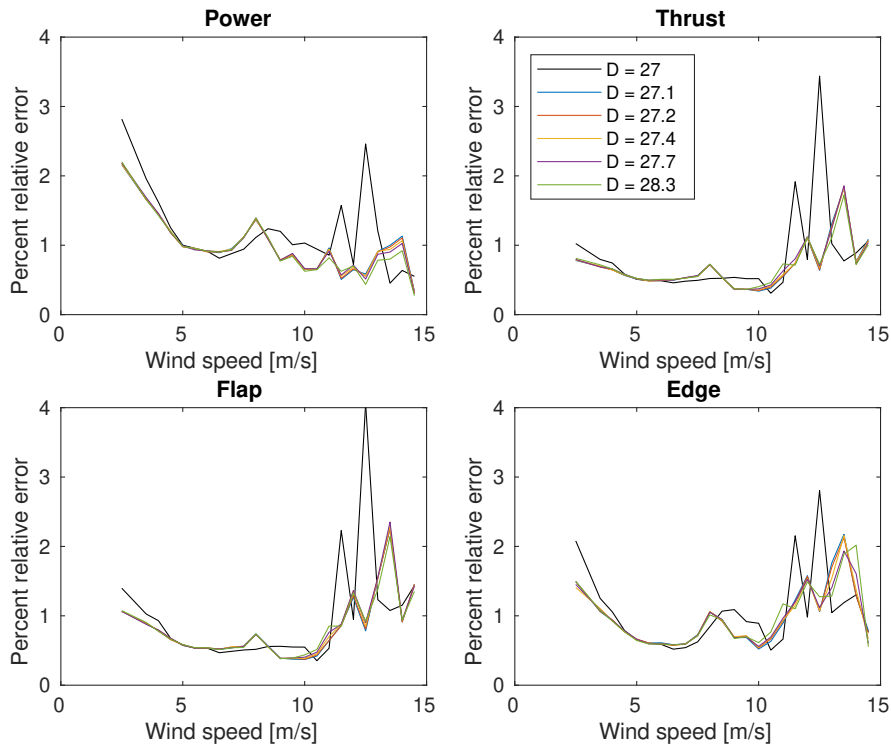 Power
4
3
2
1
0
0
5
10
15
Percent relative error
Wind speed [m/s]
Thrust
4
3
2
1
0
0
5
10
15
Percent relative error
Wind speed [m/s]
D = 27
D = 27.1
D = 27.2
D = 27.4
D = 27.7
D = 28.3
Flap
4
3
2
1
0
0
5
10
15
Percent relative error
Wind speed [m/s]
Edge
4
3
2
1
0
0
5
10
15
Percent relative error
Wind speed [m/s]